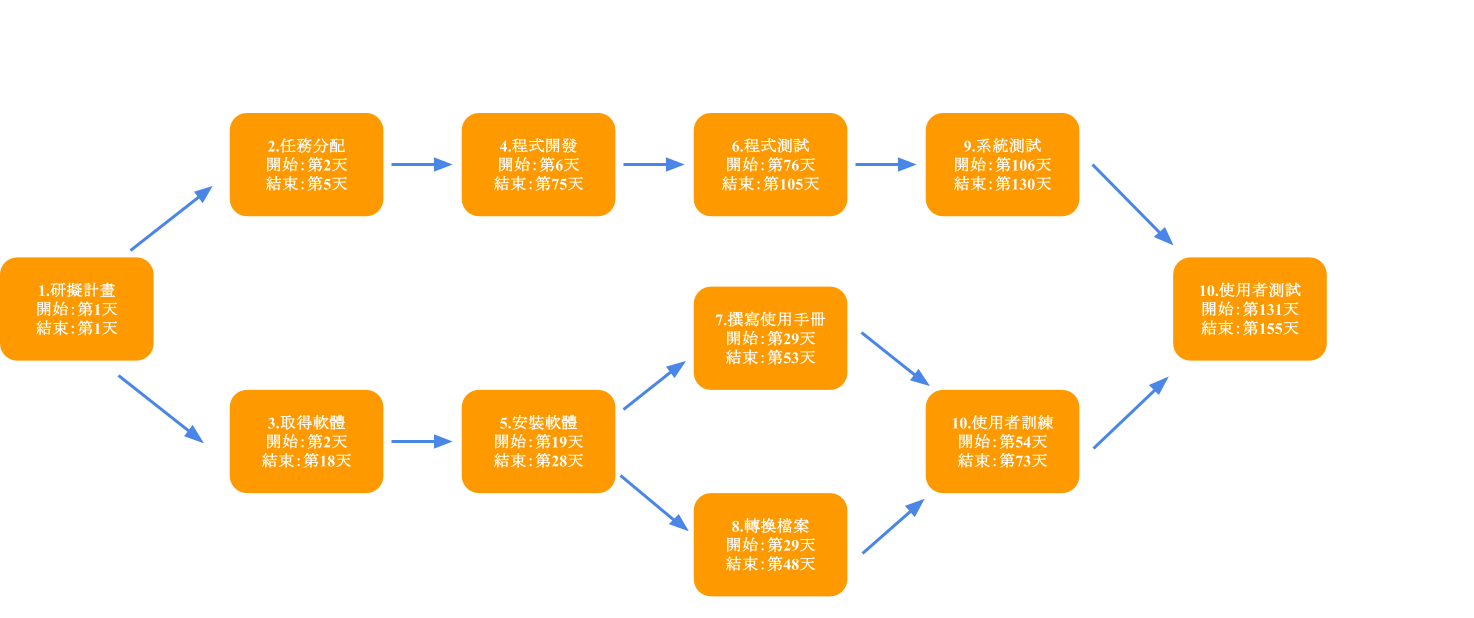 2.任務分配
開始:第2天
結束:第5天
4.程式開發
開始:第6天
結束:第75天
6.程式測試
開始:第76天
結束:第105天
9.系統測試
開始:第106天
結束:第130天
1.研擬計畫
開始:第1天
結束:第1天
7.撰寫使用手冊
開始:第29天
結束:第53天
10.使用者測試
開始:第131天
結束:第155天
3.取得軟體
開始:第2天
結束:第18天
5.安裝軟體
開始:第19天
結束:第28天
10.使用者訓練
開始:第54天
結束:第73天
8.轉換檔案
開始:第29天
結束:第48天